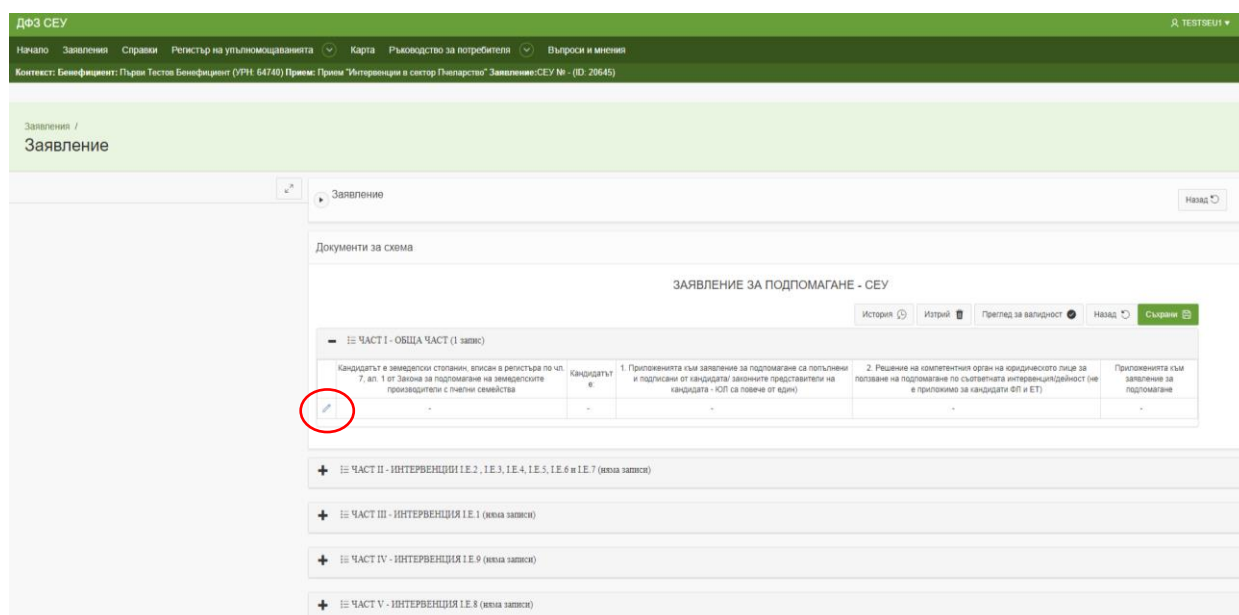 ДФЗ СЕУ
TESTSEU1
Начало Заявления Справки Регистър на упълномощаванията Карта Ръководство за потребителя Въпроси и мнения
Контекст: Бенефициент: Първи Тестов Бенефициент (УРН: 64740) Прием: Прием "Интервенции в сектор Пчеларство" Заявление:СЕУ № - (ID: 20645)
Заявления /
Заявление
Заявление
Назад
Документи за схема
ЗАЯВЛЕНИЕ ЗА ПОДПОМАГАНЕ - СЕУ
История Изтрий Преглед за валидност Назад Съхрани
ЧАСТ I - ОБЩА ЧАСТ (1 запис)
Кандидатът е земеделски стопанин, вписан в регистъра по чл.
7, ал. 1 от Закона за подпомагане на земеделските
производители с пчелни семейства
Кандидатът
е:
1. Приложенията към заявление за подпомагане са попълнени
и подписани от кандидата/ законните представители на
кандидата - ЮЛ са повече от един)
2. Решение на компетентния орган на юридическото лице за
ползване на подпомагане по съответната интервенция/дейност (не
е приложимо за кандидати ФЛ и ЕТ)
Приложенията към
заявление за
подпомагане
- - - - -
ЧАСТ II - ИНТЕРВЕНЦИИ I.E.2 , I.E.3, I.E.4, I.E.5, I.E.6 и I.E.7 (няма записи)
ЧАСТ III - ИНТЕРВЕНЦИЯ I.E.1 (няма записи)
ЧАСТ IV - ИНТЕРВЕНЦИЯ I.E.9 (няма записи)
ЧАСТ V - ИНТЕРВЕНЦИЯ I.E.8 (няма записи)